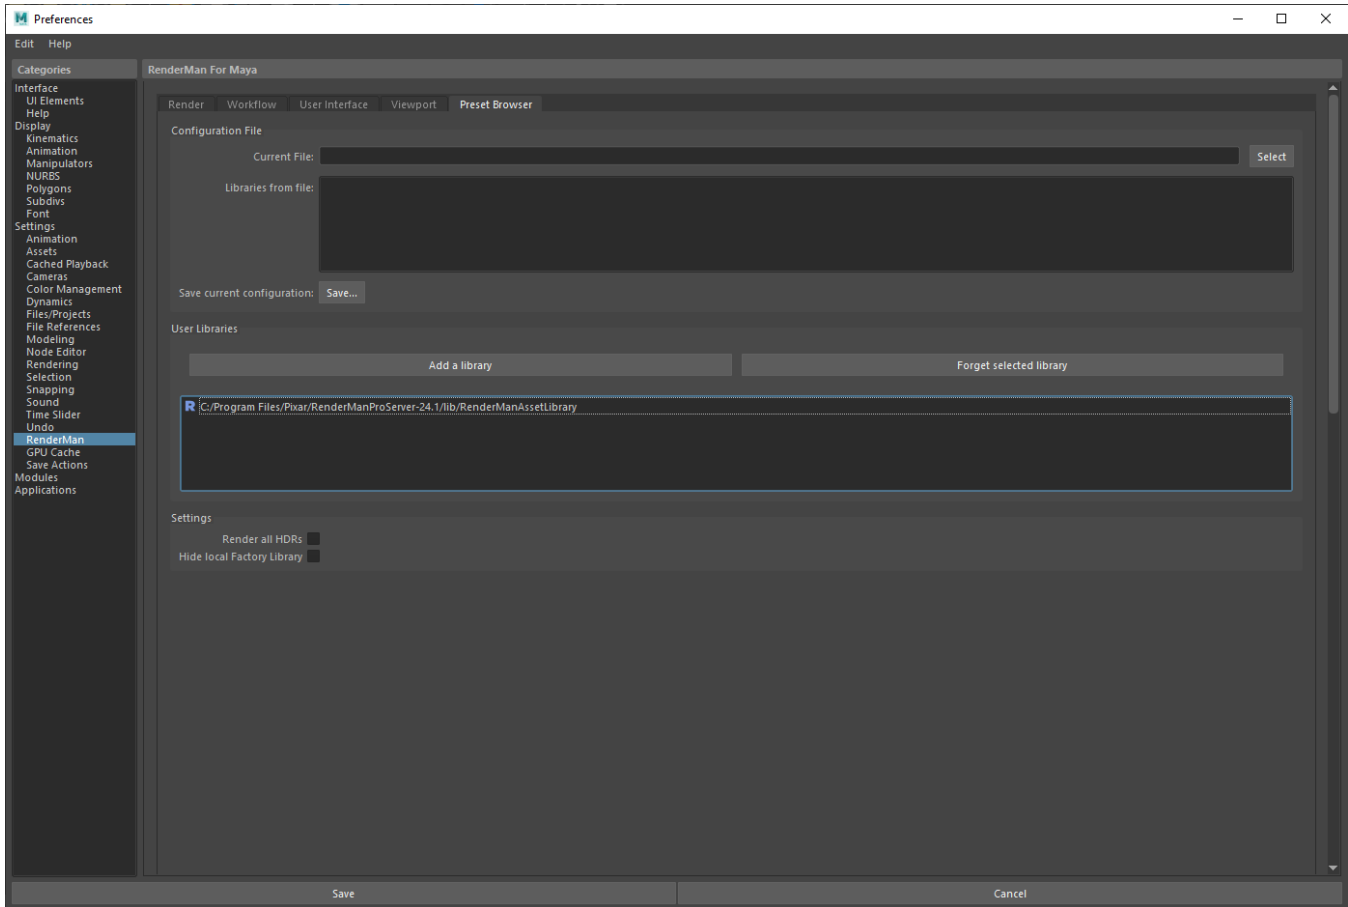 M Preferences
Edit Help
Categories
RenderMan For Maya
Interface
UI Elements
Help
Display
Kinematics
Animation
Manipulators
NURBS
Polygons
Subdivs
Font
Settings
Animation
Assets
Cached Playback
Cameras
Color Management
Dynamics
Files/Projects
File References
Modeling
Node Editor
Rendering
Selection
Snapping
Sound
Time Slider
Undo
RenderMan
GPU Cache
Save Actions
Modules
Applications
Render Workflow User Interface Viewport Preset Browser
Configuration File
Current File: Select
Libraries from file:
Save current configuration: Save...
User Libraries
Add a library Forget selected library
R C:/Program Files/Pixar/RenderManProServer-24.1/lib/RenderManAssetLibrary
Settings
Render all HDRs
Hide local Factory Library
Save Cancel